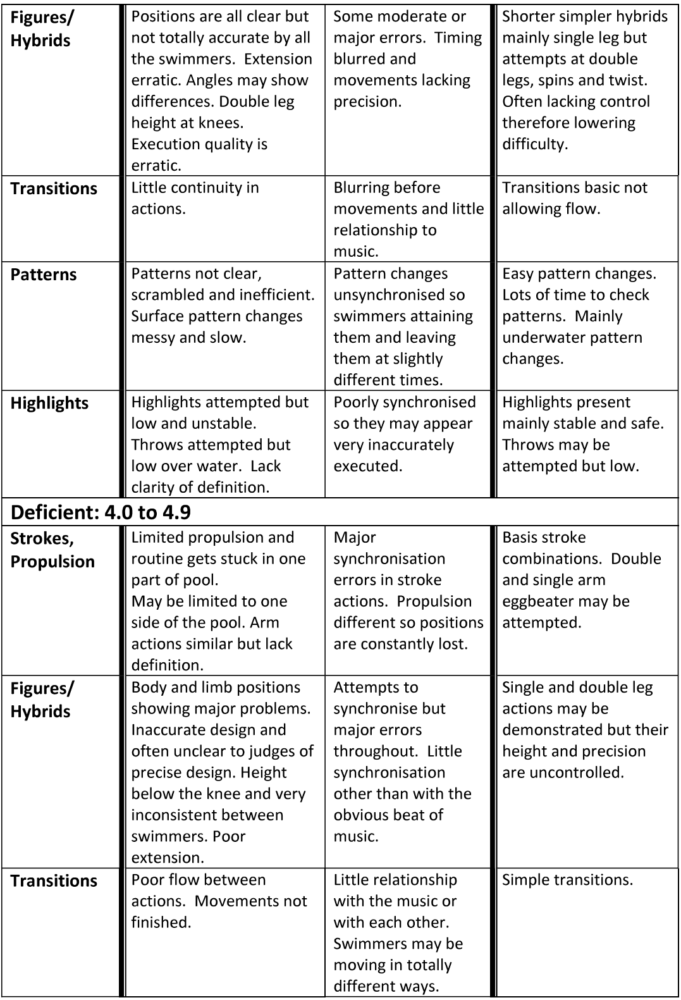 Figures/
Hybrids
Positions are all clear but
not totally accurate by all
the swimmers.  Extension
erratic. Angles may show
differences. Double leg
height at knees.
Execution quality is
erratic.
Some moderate or
major errors.  Timing
blurred and
movements lacking
precision.
Shorter simpler hybrids
mainly single leg but
attempts at double
legs, spins and twist.
Often lacking control
therefore lowering
difficulty.
Transitions
Little continuity in
actions.
Blurring before
movements and little
relationship to
music.
Transitions basic not
allowing flow.
Patterns
Patterns not clear,
scrambled and inefficient.
Surface pattern changes
messy and slow.
Pattern changes
unsynchronised so
swimmers attaining
them and leaving
them at slightly
different times.
Easy pattern changes.
Lots of time to check
patterns.  Mainly
underwater pattern
changes.
Highlights
Highlights attempted but
low and unstable.
Throws attempted but
low over water.  Lack
clarity of definition.
Poorly synchronised
so they may appear
very inaccurately
executed.
Highlights present
mainly stable and safe.
Throws may be
attempted but low.
Deficient: 4.0 to 4.9
Strokes,
Propulsion
Limited propulsion and
routine gets stuck in one
part of pool.
May be limited to one
side of the pool. Arm
actions similar but lack
definition.
Major
synchronisation
errors in stroke
actions.  Propulsion
different so positions
are constantly lost.
Basis stroke
combinations.  Double
and single arm
eggbeater may be
attempted.
Figures/
Hybrids
Body and limb positions
showing major problems.
Inaccurate design and
often unclear to judges of
precise design. Height
below the knee and very
inconsistent between
swimmers. Poor
extension.
Attempts to
synchronise but
major errors
throughout.  Little
synchronisation
other than with the
obvious beat of
music.
Single and double leg
actions may be
demonstrated but their
height and precision
are uncontrolled.
Transitions
Poor flow between
actions.  Movements not
finished.
Little relationship
with the music or
with each other.
Swimmers may be
moving in totally
different ways.
Simple transitions.